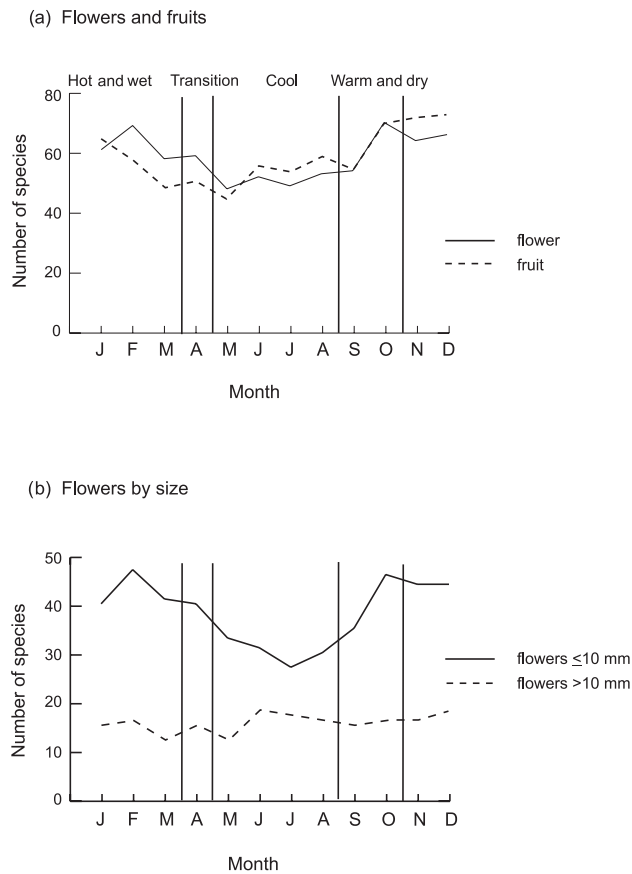 (a) Flowers and fruits
Hot and wet Transition Cool Warm and dry
80
60
40
20
0
Number of species
J F M A M J J A S O N D
Month
flower
fruit
(b) Flowers by size
50
40
30
20
10
0
Number of species
J F M A M J J A S O N D
Month
flowers ≤10 mm
flowers >10 mm